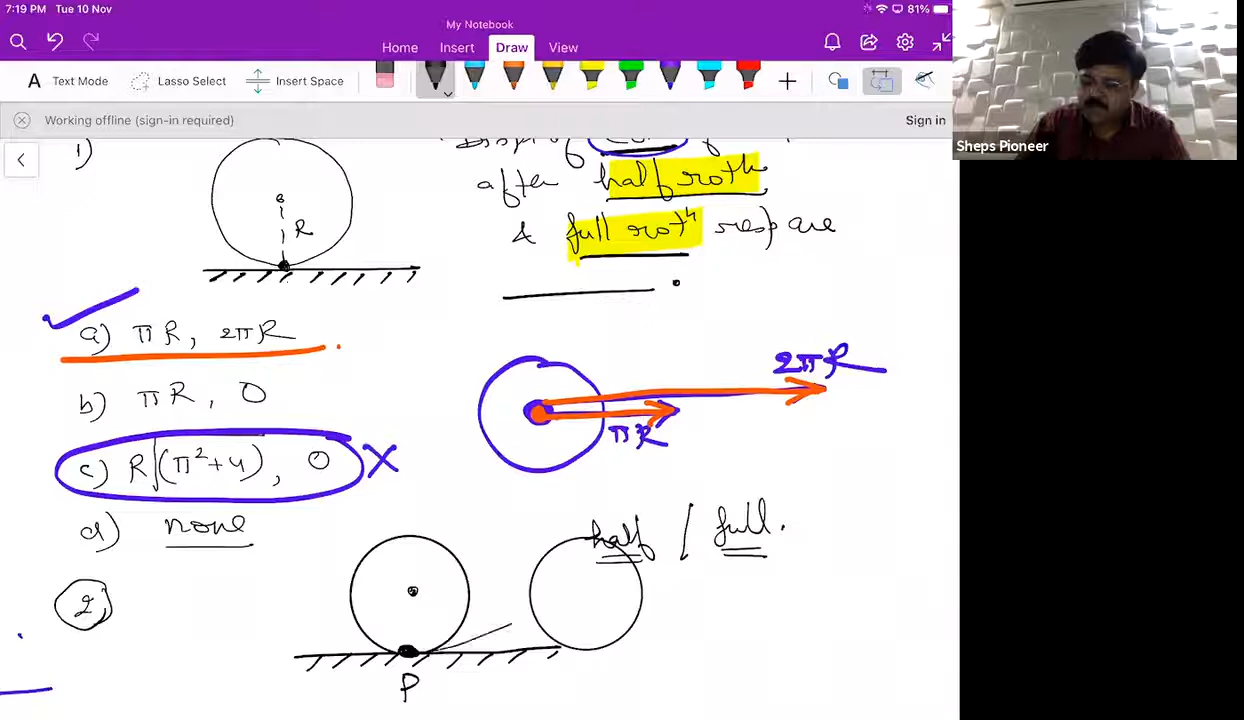 7:19 PM Tue 10 Nov
81%
My Notebook
Home Insert Draw View
Text Mode Lasso Select Insert Space
Working offline (sign-in required)
Sign in
Sheps Pioneer
1)
after half rotn
& full rotn resp are
R
a) πR, 2πR
b) πR, 0
c) R√(π²+4), 0 X
d) none
2πR
πR
half / full.
2)
P